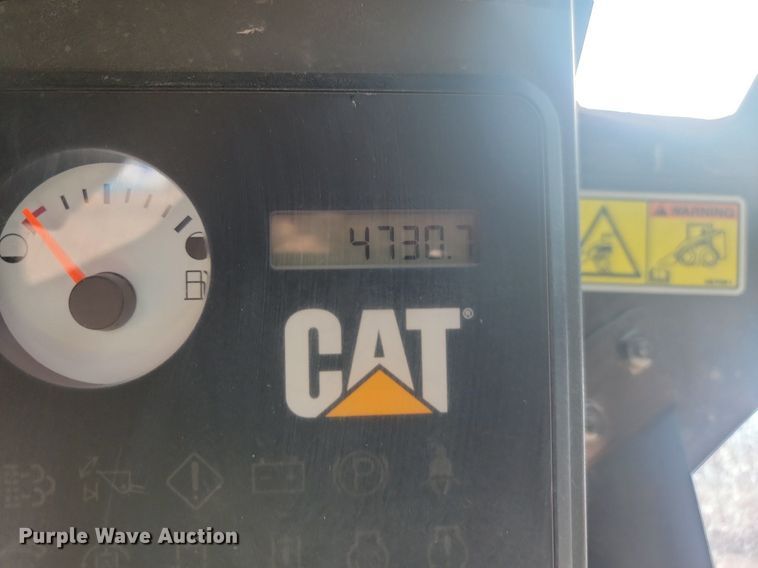 4730.7
CAT®
WARNING
P
Purple Wave Auction